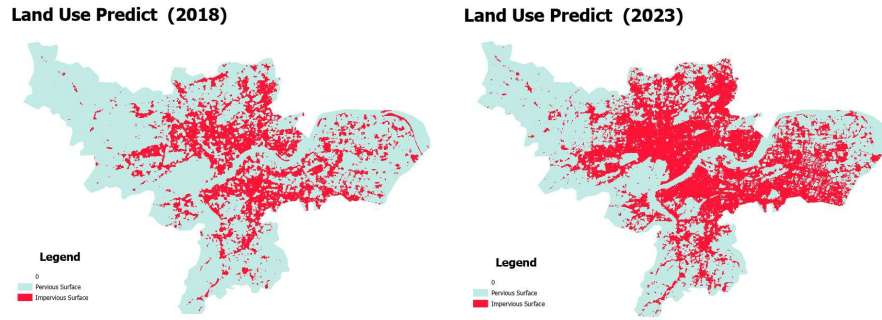 Land Use Predict (2018)
Legend
0
Pervious Surface
Impervious Surface
Land Use Predict (2023)
Legend
0
Pervious Surface
Impervious Surface